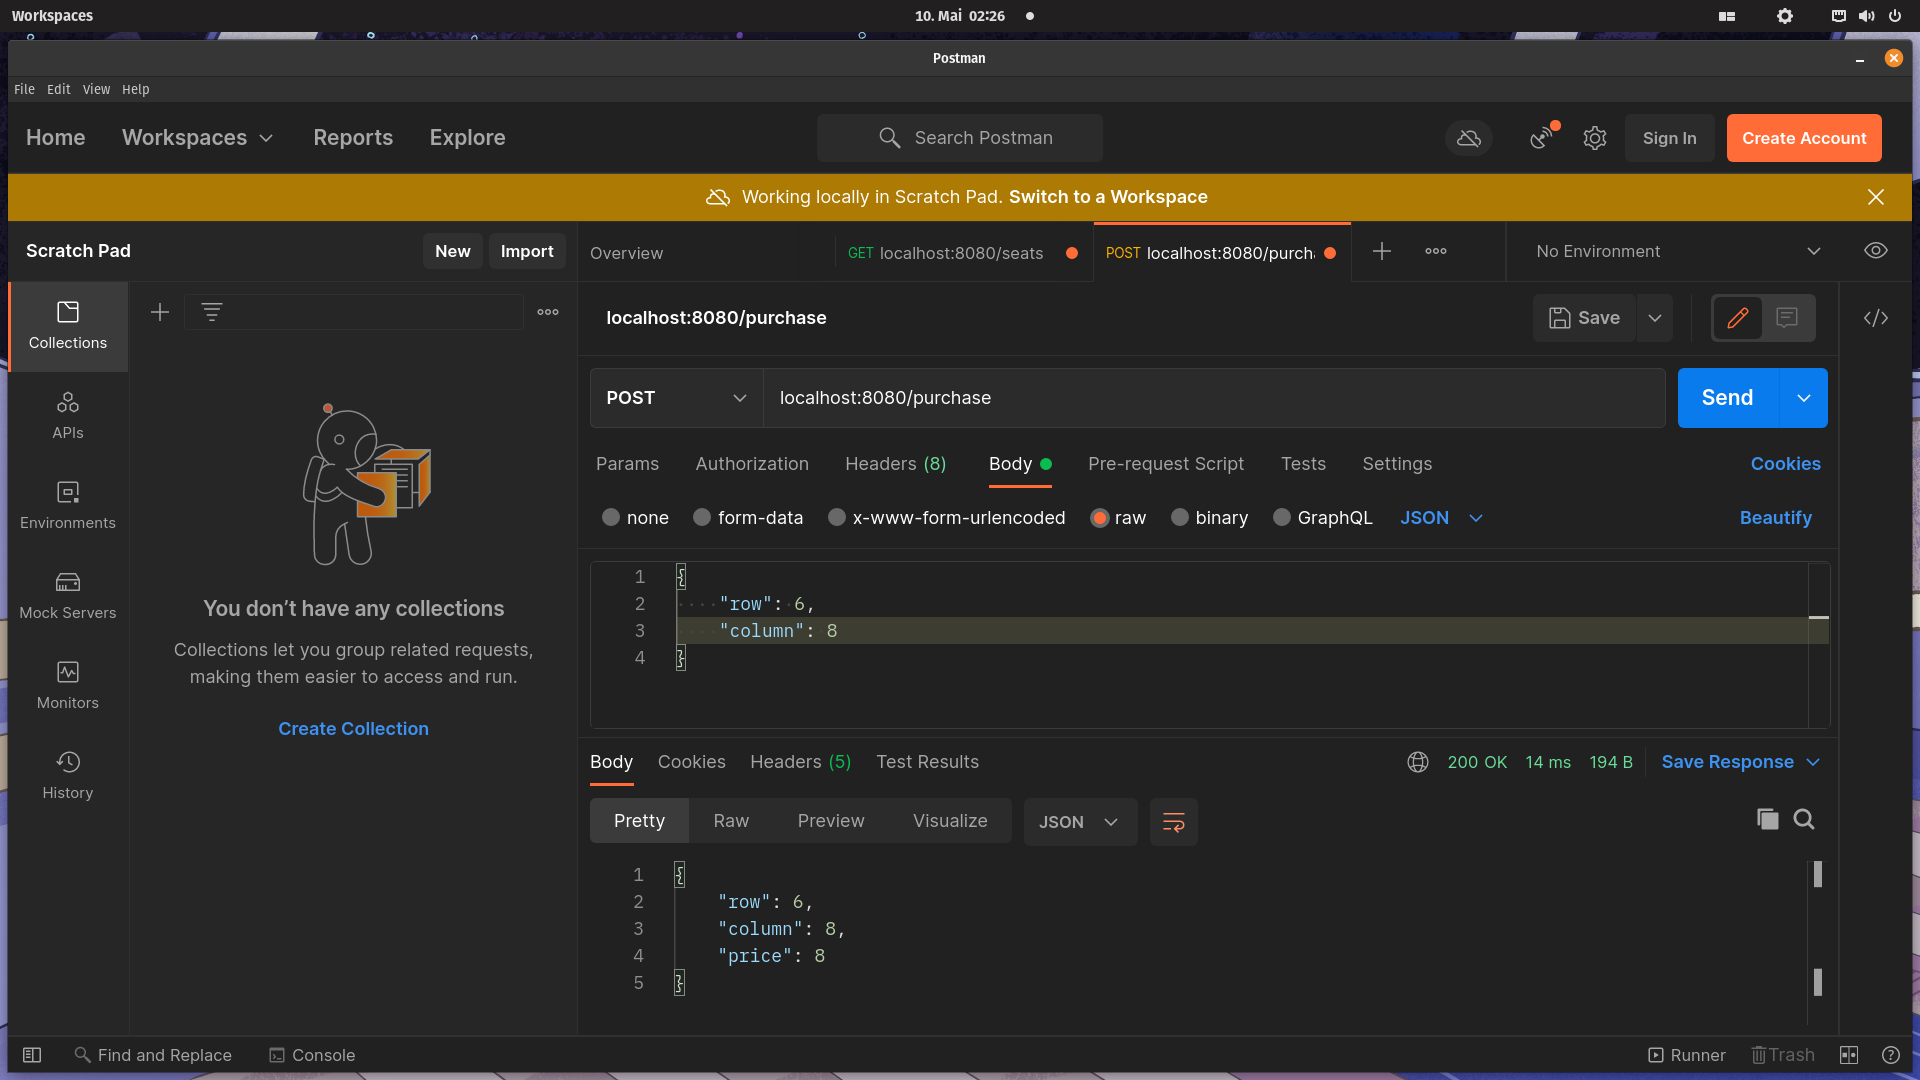 Workspaces
10. Mai 02:26
Postman
File Edit View Help
Home Workspaces Reports Explore
Search Postman
Sign In
Create Account
Working locally in Scratch Pad. Switch to a Workspace
Scratch Pad
New
Import
Overview
GET localhost:8080/seats
POST localhost:8080/purch
No Environment
Collections
APIs
Environments
Mock Servers
Monitors
History
You don’t have any collections
Collections let you group related requests,
making them easier to access and run.
Create Collection
localhost:8080/purchase
Save
POST
localhost:8080/purchase
Send
Params Authorization Headers (8) Body Pre-request Script Tests Settings
Cookies
none form-data x-www-form-urlencoded raw binary GraphQL JSON
Beautify
1 {
2 "row": 6,
3 "column": 8
4 }
Body Cookies Headers (5) Test Results
200 OK 14 ms 194 B
Save Response
Pretty Raw Preview Visualize JSON
1 {
2 "row": 6,
3 "column": 8,
4 "price": 8
5 }
Find and Replace
Console
Runner
Trash